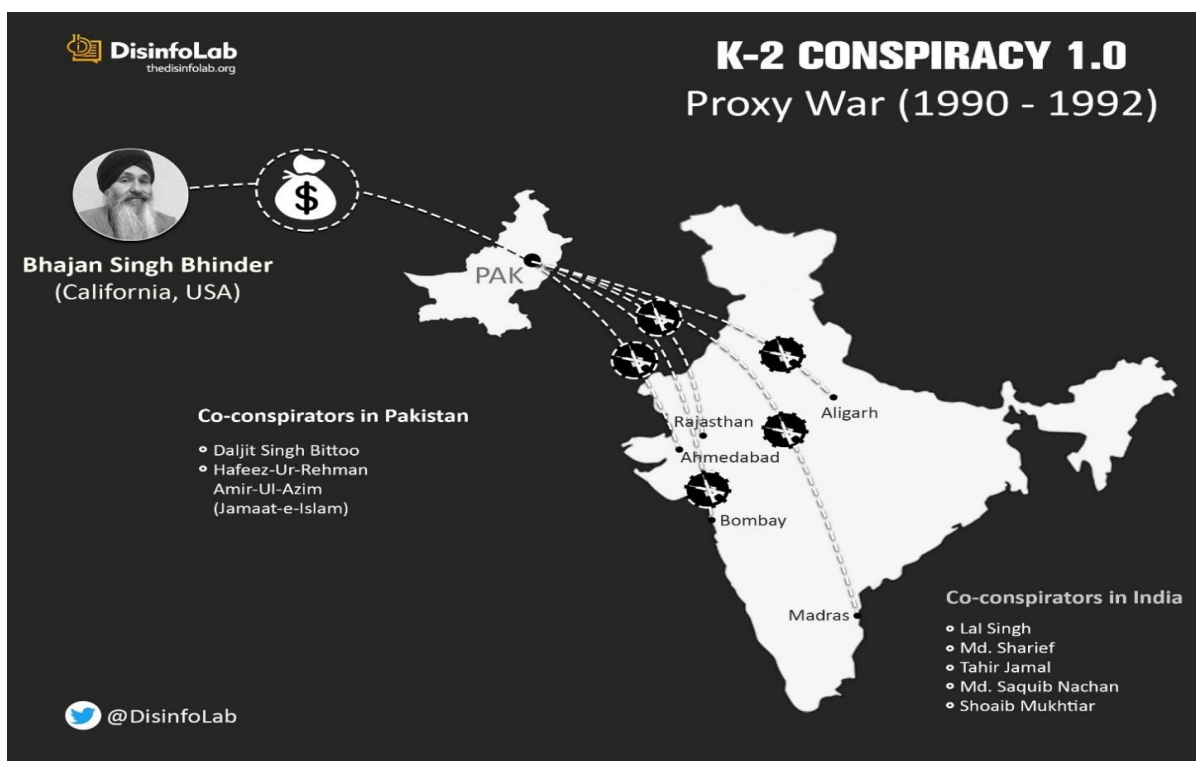 DisinfoLab
thedisinfolab.org
K-2 CONSPIRACY 1.0
Proxy War (1990 - 1992)
$
Bhajan Singh Bhinder
(California, USA)
PAK
Co-conspirators in Pakistan
Daljit Singh Bittoo
Hafeez-Ur-Rehman
Amir-Ul-Azim
(Jamaat-e-Islam)
Rajasthan
Aligarh
Ahmedabad
Bombay
Madras
Co-conspirators in India
Lal Singh
Md. Sharief
Tahir Jamal
Md. Saquib Nachan
Shoaib Mukhtiar
@DisinfoLab